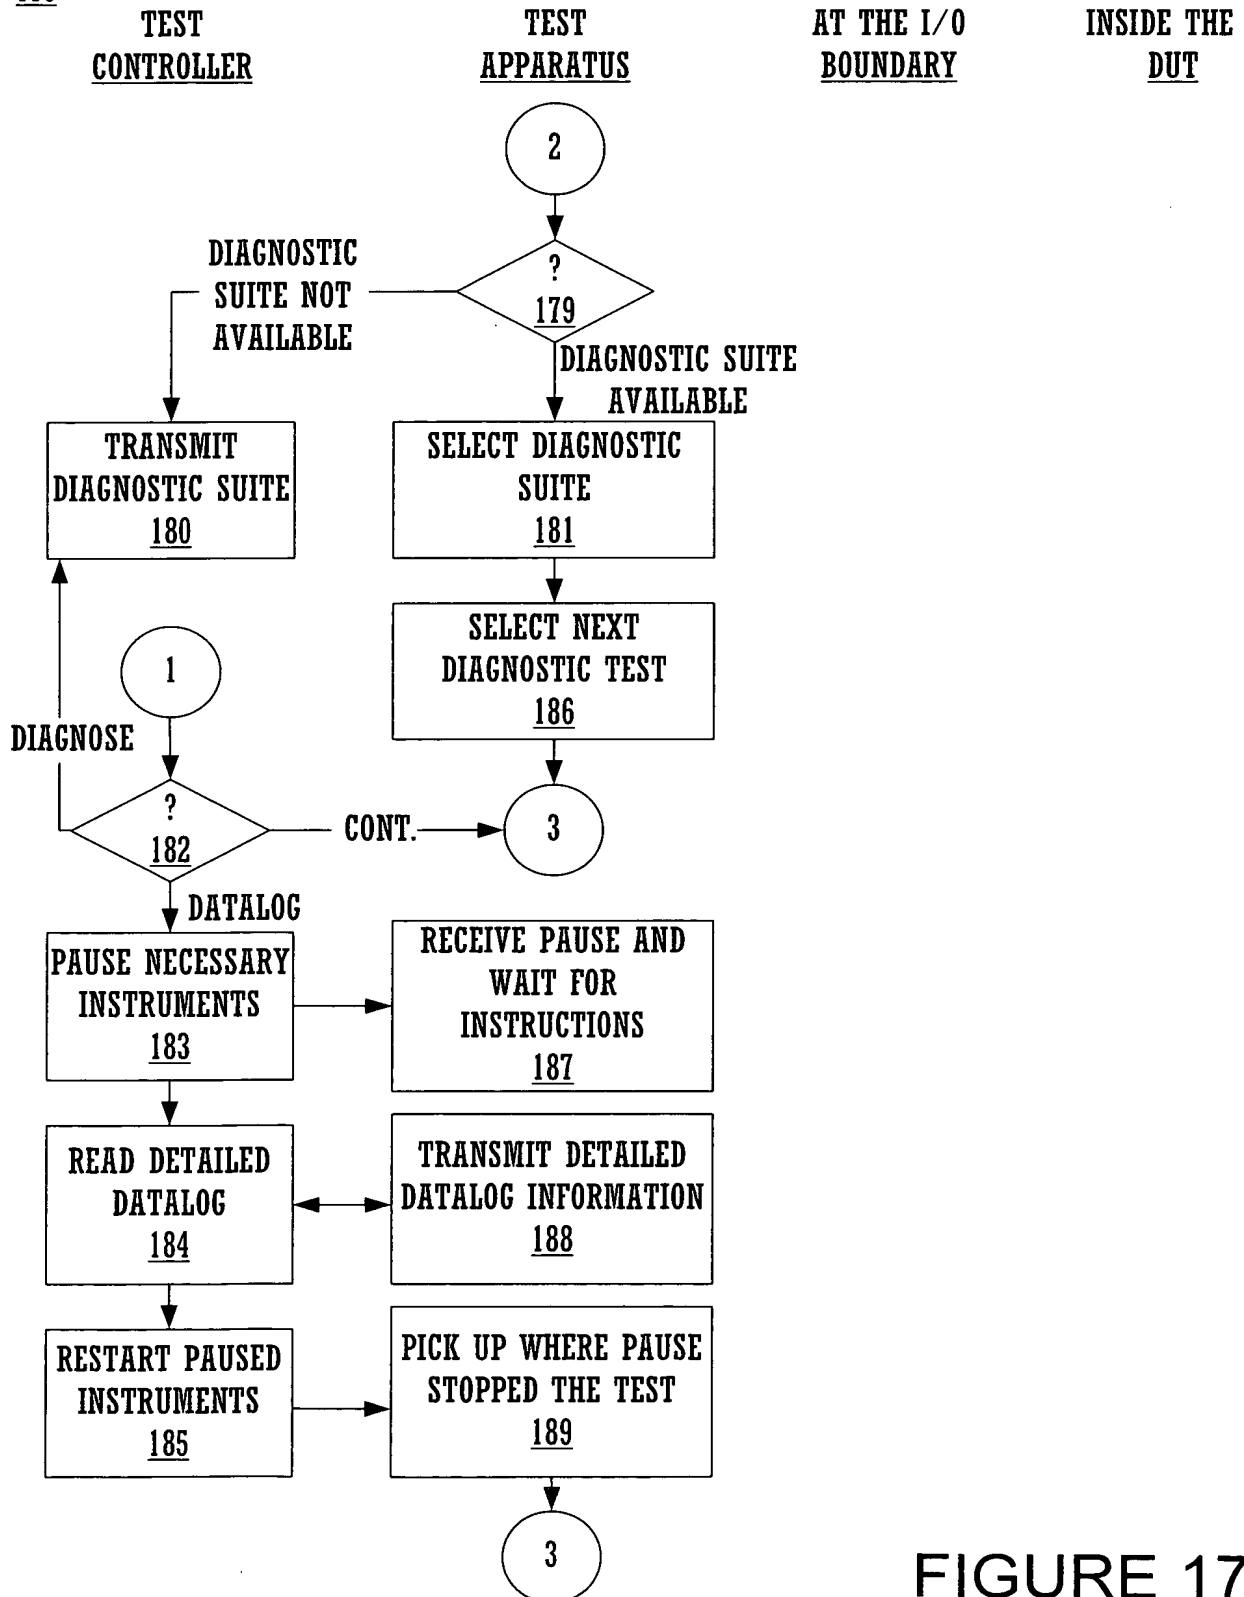 TEST
CONTROLLER
TEST
APPARATUS
AT THE I/O
BOUNDARY
INSIDE THE
DUT
2
DIAGNOSTIC
SUITE NOT
AVAILABLE
?
179
DIAGNOSTIC SUITE
AVAILABLE
TRANSMIT
DIAGNOSTIC SUITE
180
SELECT DIAGNOSTIC
SUITE
181
SELECT NEXT
DIAGNOSTIC TEST
186
1
DIAGNOSE
?
182
CONT.
3
DATALOG
PAUSE NECESSARY
INSTRUMENTS
183
RECEIVE PAUSE AND
WAIT FOR
INSTRUCTIONS
187
READ DETAILED
DATALOG
184
TRANSMIT DETAILED
DATALOG INFORMATION
188
RESTART PAUSED
INSTRUMENTS
185
PICK UP WHERE PAUSE
STOPPED THE TEST
189
3
FIGURE 17